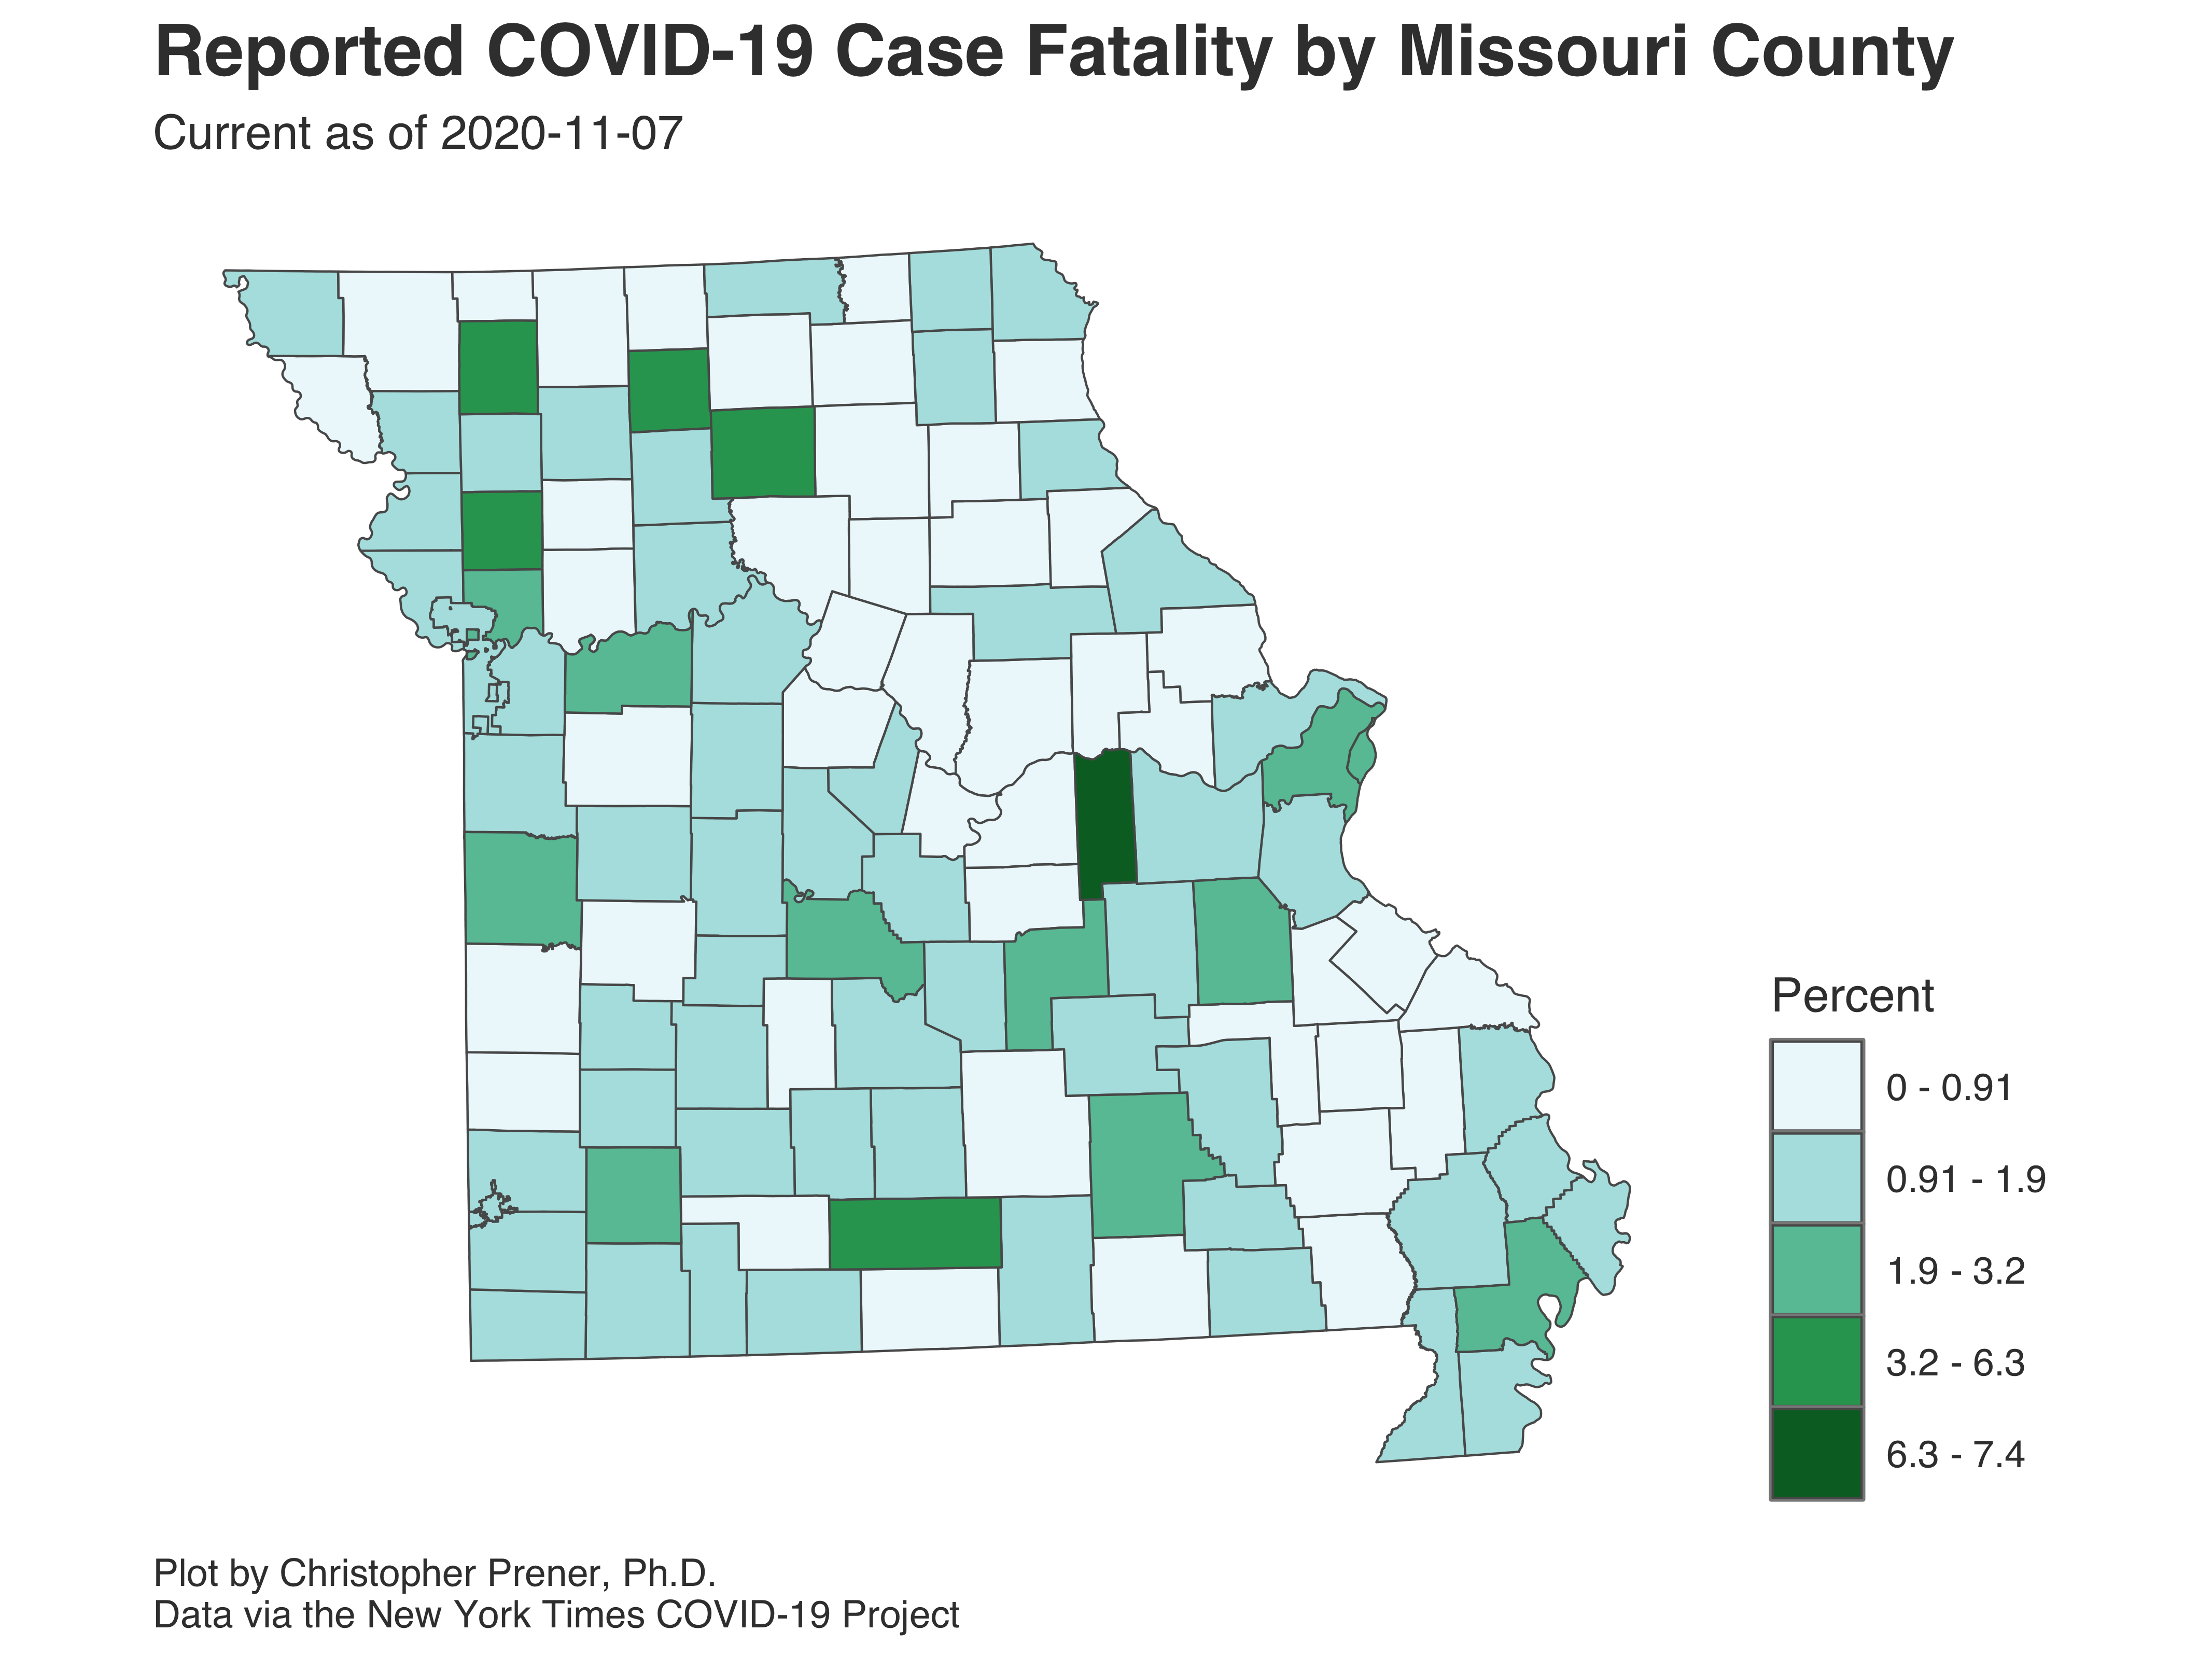 Reported COVID-19 Case Fatality by Missouri County
Current as of 2020-11-07
Percent
0 - 0.91
0.91 - 1.9
1.9 - 3.2
3.2 - 6.3
6.3 - 7.4
Plot by Christopher Prener, Ph.D.
Data via the New York Times COVID-19 Project